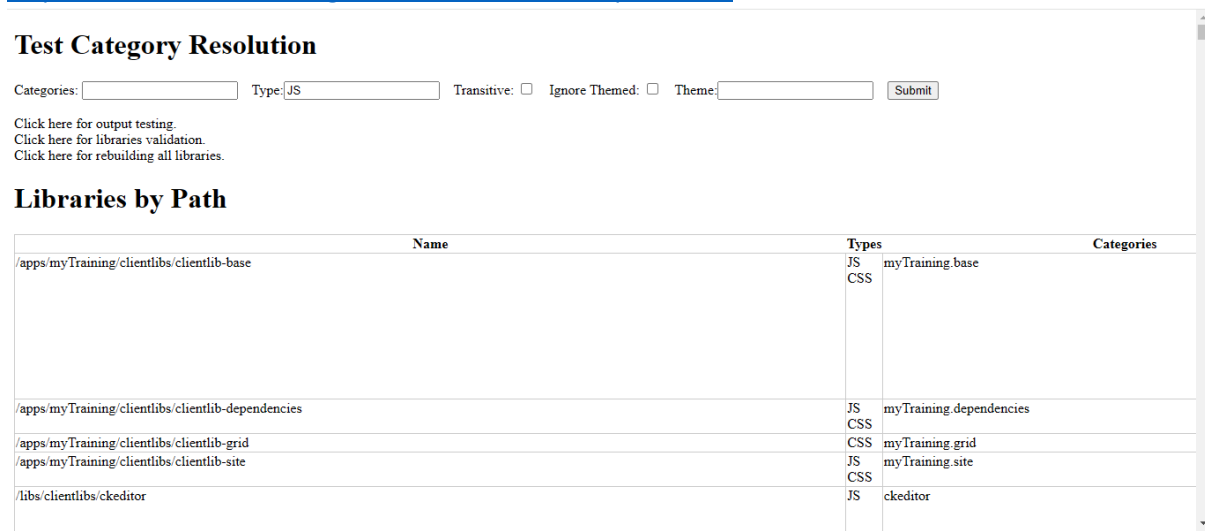 Test Category Resolution
Categories: Type: JS Transitive: Ignore Themed: Theme: Submit
Click here for output testing.
Click here for libraries validation.
Click here for rebuilding all libraries.
Libraries by Path
Name Types Categories
/apps/myTraining/clientlibs/clientlib-base JS myTraining.base
CSS
/apps/myTraining/clientlibs/clientlib-dependencies JS myTraining.dependencies
CSS
/apps/myTraining/clientlibs/clientlib-grid CSS myTraining.grid
/apps/myTraining/clientlibs/clientlib-site JS myTraining.site
CSS
/libs/clientlibs/ckeditor JS ckeditor